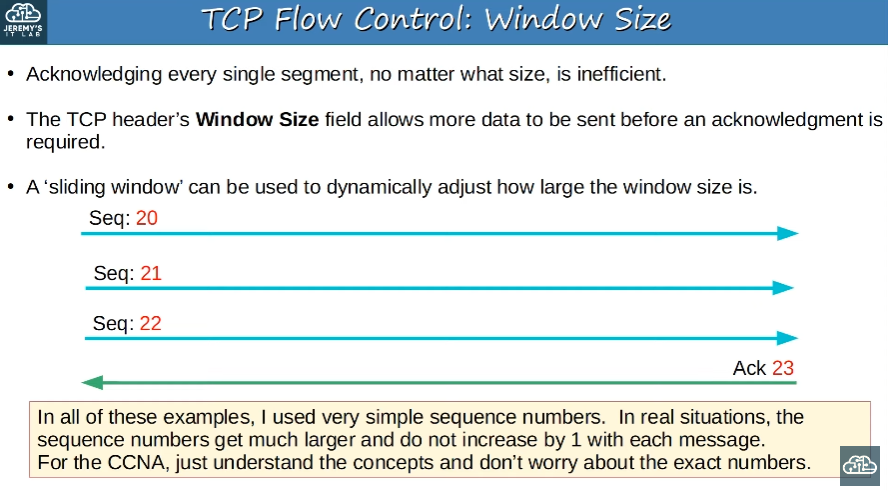 JEREMY'S
IT LAB
TCP Flow Control: Window Size
• Acknowledging every single segment, no matter what size, is inefficient.
• The TCP header’s Window Size field allows more data to be sent before an acknowledgment is
required.
• A ‘sliding window’ can be used to dynamically adjust how large the window size is.
Seq: 20
Seq: 21
Seq: 22
Ack 23
In all of these examples, I used very simple sequence numbers.  In real situations, the
sequence numbers get much larger and do not increase by 1 with each message.
For the CCNA, just understand the concepts and don’t worry about the exact numbers.